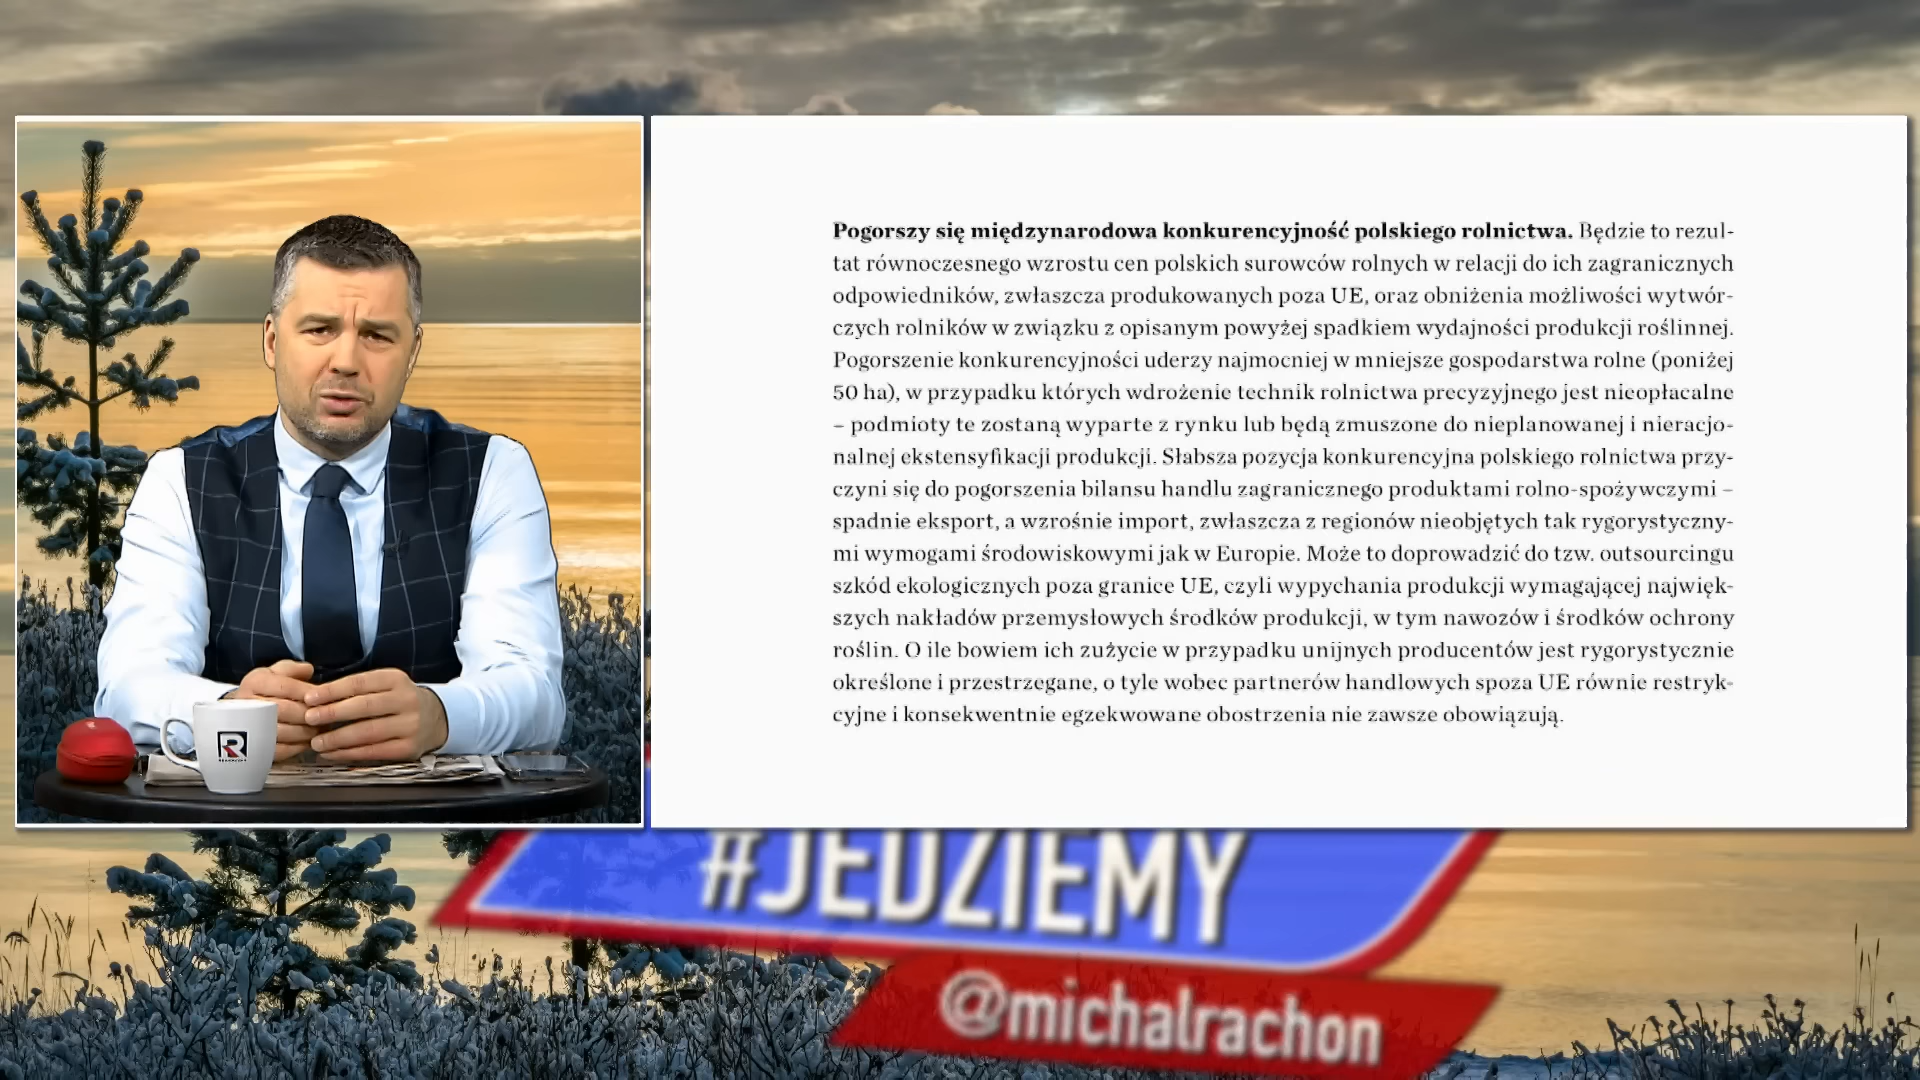 Pogorszy się międzynarodowa konkurencyjność polskiego rolnictwa. Będzie to rezul-
tat równoczesnego wzrostu cen polskich surowców rolnych w relacji do ich zagranicznych
odpowiedników, zwłaszcza produkowanych poza UE, oraz obniżenia możliwości wytwór-
czych rolników w związku z opisanym powyżej spadkiem wydajności produkcji roślinnej.
Pogorszenie konkurencyjności uderzy najmocniej w mniejsze gospodarstwa rolne (poniżej
50 ha), w przypadku których wdrożenie technik rolnictwa precyzyjnego jest nieopłacalne
– podmioty te zostaną wyparte z rynku lub będą zmuszone do nieplanowanej i nieracjo-
nalnej ekstensyfikacji produkcji. Słabsza pozycja konkurencyjna polskiego rolnictwa przy-
czyni się do pogorszenia bilansu handlu zagranicznego produktami rolno-spożywczymi –
spadnie eksport, a wzrośnie import, zwłaszcza z regionów nieobjętych tak rygorystyczny-
mi wymogami środowiskowymi jak w Europie. Może to doprowadzić do tzw. outsourcingu
szkód ekologicznych poza granice UE, czyli wypychania produkcji wymagającej najwięk-
szych nakładów przemysłowych środków produkcji, w tym nawozów i środków ochrony
roślin. O ile bowiem ich zużycie w przypadku unijnych producentów jest rygorystycznie
określone i przestrzegane, o tyle wobec partnerów handlowych spoza UE równie restryk-
cyjne i konsekwentnie egzekwowane obostrzenia nie zawsze obowiązują.
R
#JEDZIEMY
@michalrachon